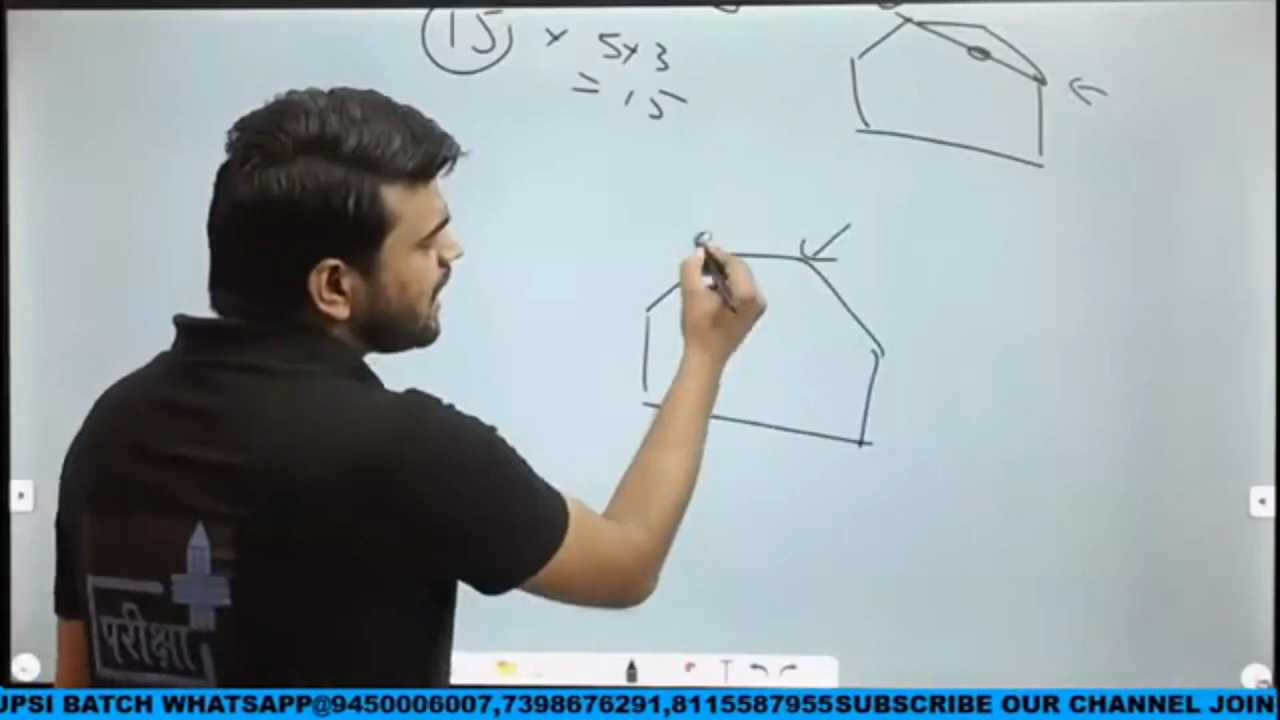 15 × 5×3
= 15
परीक्षा
UPSI BATCH WHATSAPP@9450006007,7398676291,8115587955SUBSCRIBE OUR CHANNEL JOIN